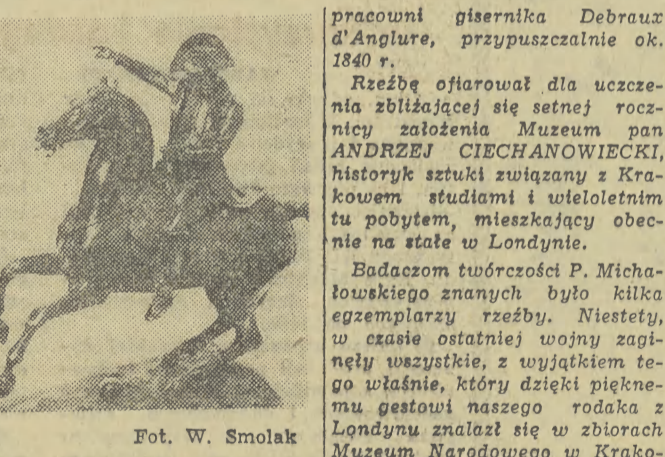 pracowni gisernika Debraux
d'Anglure, przypuszczalnie ok.
1840 r.
Rzeźbę ofiarował dla uczcze-
nia zbliżającej się setnej rocz-
nicy założenia Muzeum pan
ANDRZEJ CIECHANOWIECKI,
historyk sztuki związany z Kra-
kowem studiami i wieloletnim
tu pobytem, mieszkający obec-
nie na stałe w Londynie.
Badaczom twórczości P. Micha-
łowskiego znanych było kilka
egzemplarzy rzeźby. Niestety,
w czasie ostatniej wojny zagi-
nęły wszystkie, z wyjątkiem te-
go właśnie, który dzięki piękne-
mu gestowi naszego rodaka z
Londynu znalazł się w zbiorach
Muzeum Narodowego w Krako-
Fot. W. Smolak